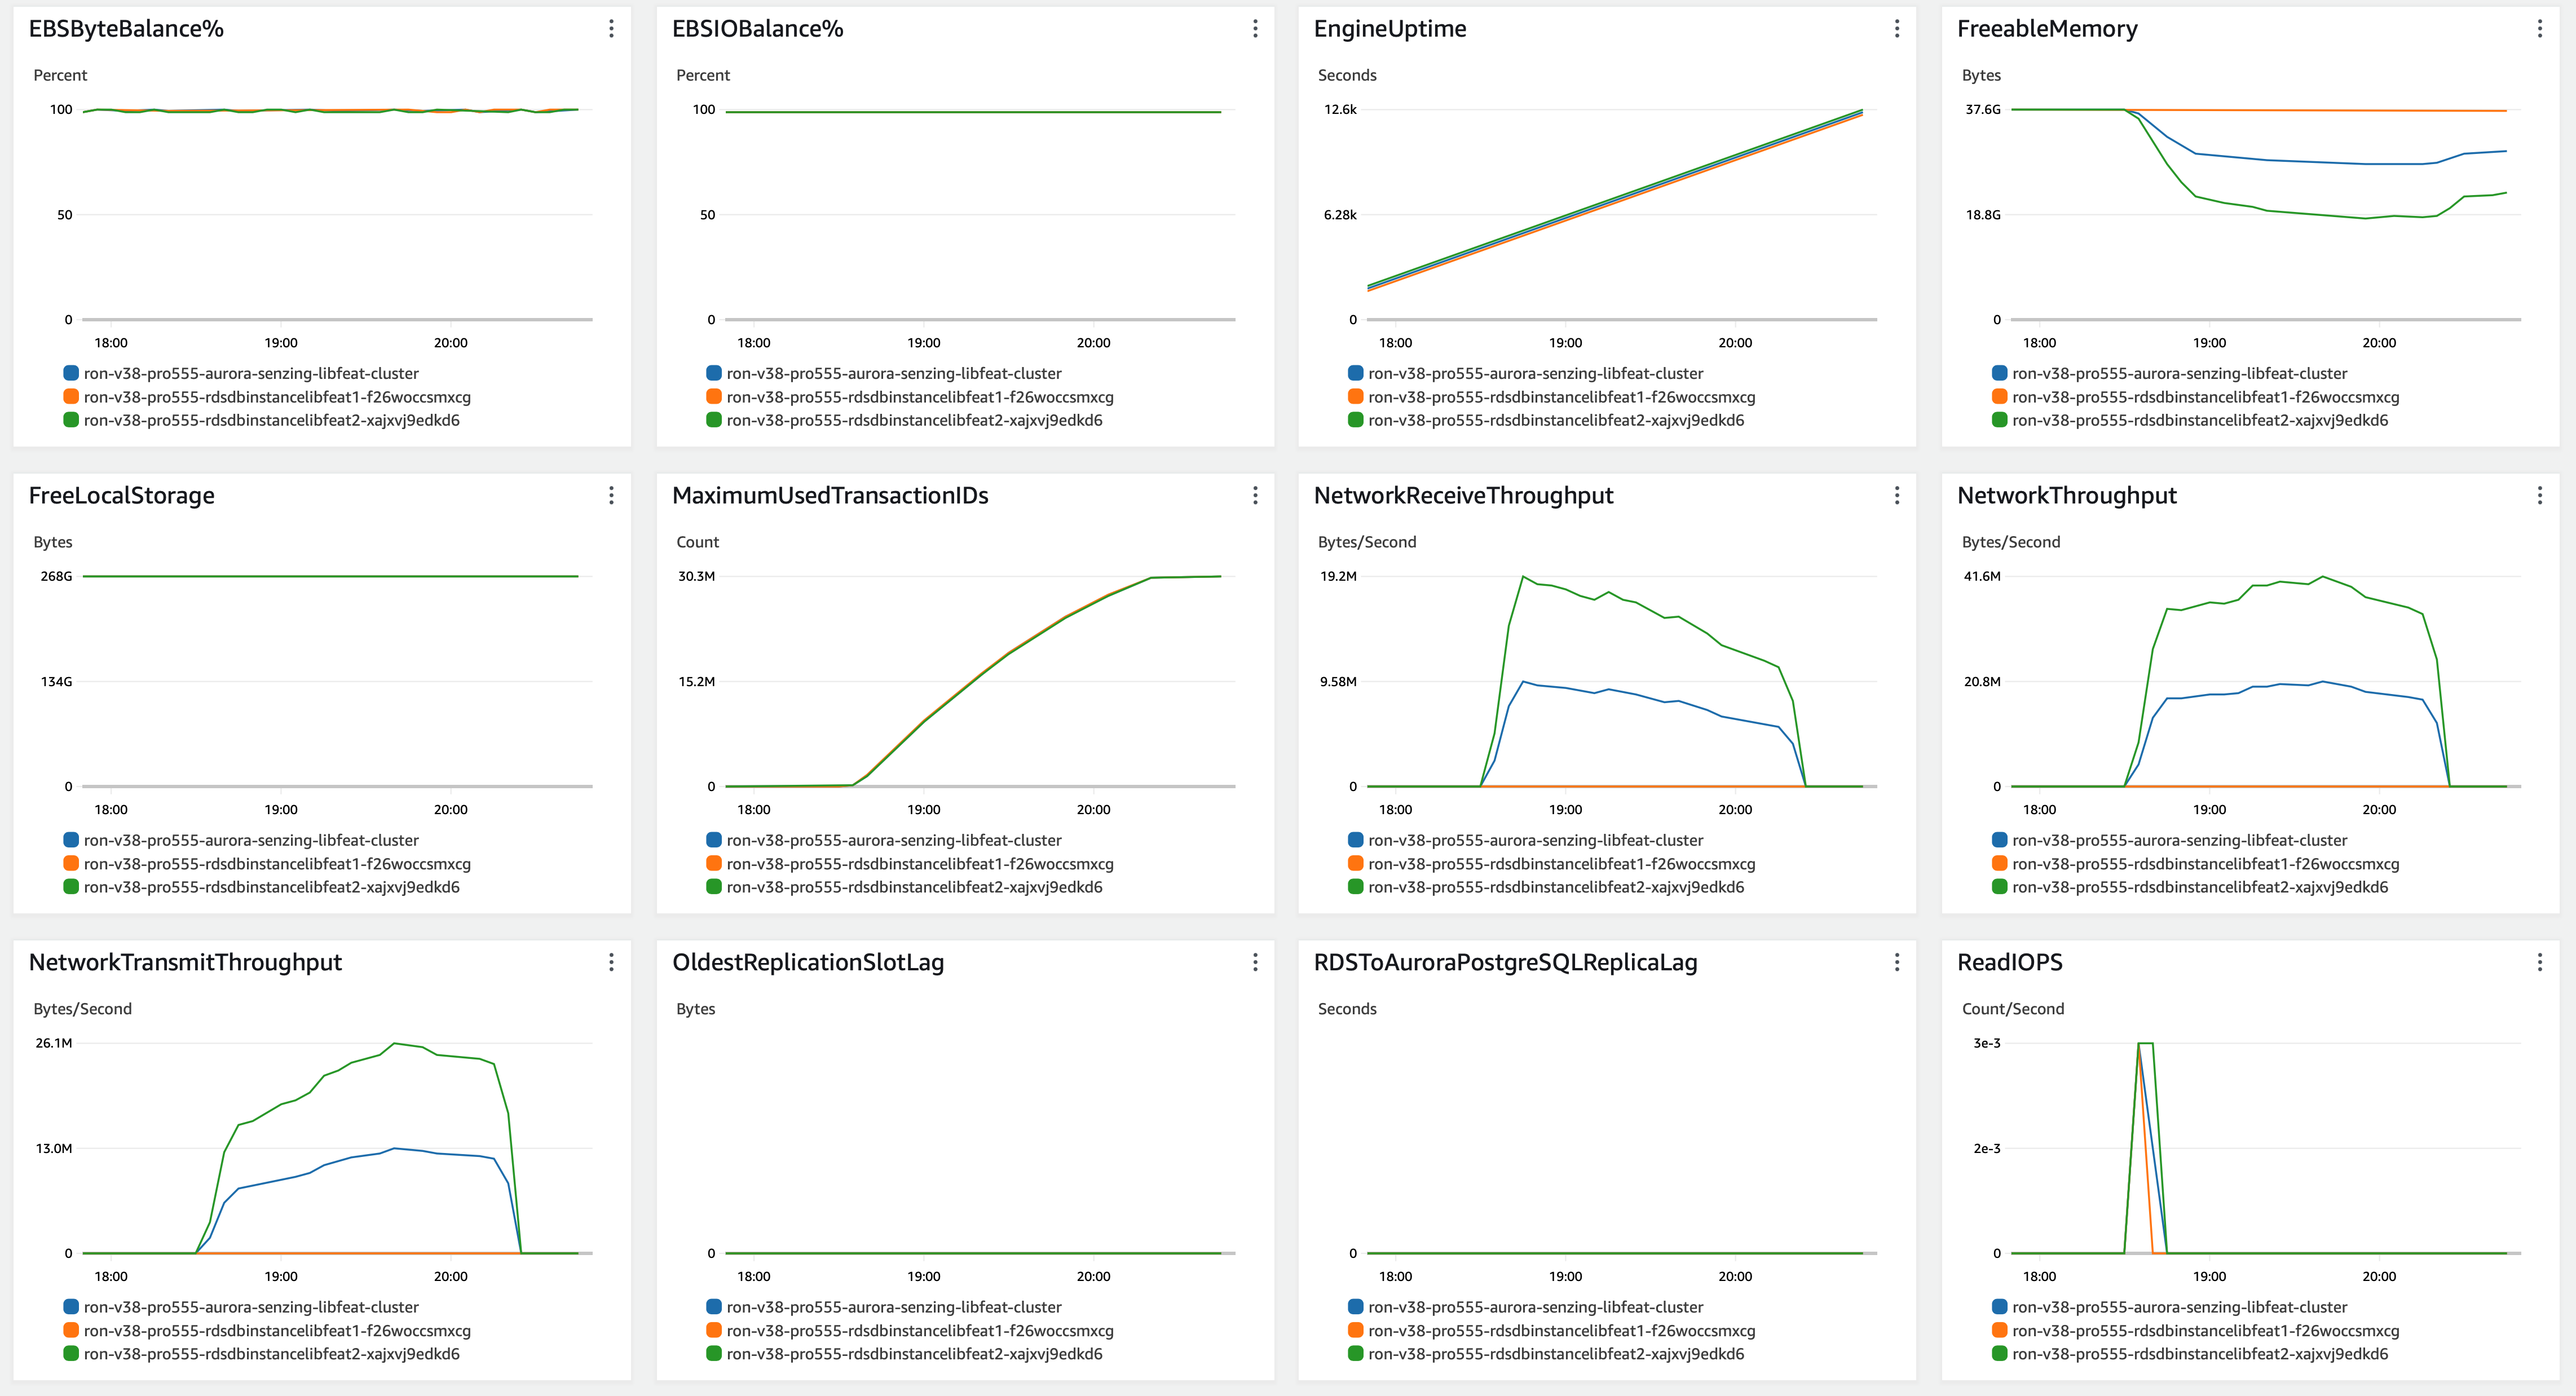 EBSByteBalance%
Percent
100
50
0
18:00 19:00 20:00
ron-v38-pro555-aurora-senzing-libfeat-cluster
ron-v38-pro555-rdsdbinstancelibfeat1-f26woccsmxcg
ron-v38-pro555-rdsdbinstancelibfeat2-xajxvj9edkd6
EBSIOBalance%
Percent
100
50
0
18:00 19:00 20:00
ron-v38-pro555-aurora-senzing-libfeat-cluster
ron-v38-pro555-rdsdbinstancelibfeat1-f26woccsmxcg
ron-v38-pro555-rdsdbinstancelibfeat2-xajxvj9edkd6
EngineUptime
Seconds
12.6k
6.28k
0
18:00 19:00 20:00
ron-v38-pro555-aurora-senzing-libfeat-cluster
ron-v38-pro555-rdsdbinstancelibfeat1-f26woccsmxcg
ron-v38-pro555-rdsdbinstancelibfeat2-xajxvj9edkd6
FreeableMemory
Bytes
37.6G
18.8G
0
18:00 19:00 20:00
ron-v38-pro555-aurora-senzing-libfeat-cluster
ron-v38-pro555-rdsdbinstancelibfeat1-f26woccsmxcg
ron-v38-pro555-rdsdbinstancelibfeat2-xajxvj9edkd6
FreeLocalStorage
Bytes
268G
134G
0
18:00 19:00 20:00
ron-v38-pro555-aurora-senzing-libfeat-cluster
ron-v38-pro555-rdsdbinstancelibfeat1-f26woccsmxcg
ron-v38-pro555-rdsdbinstancelibfeat2-xajxvj9edkd6
MaximumUsedTransactionIDs
Count
30.3M
15.2M
0
18:00 19:00 20:00
ron-v38-pro555-aurora-senzing-libfeat-cluster
ron-v38-pro555-rdsdbinstancelibfeat1-f26woccsmxcg
ron-v38-pro555-rdsdbinstancelibfeat2-xajxvj9edkd6
NetworkReceiveThroughput
Bytes/Second
19.2M
9.58M
0
18:00 19:00 20:00
ron-v38-pro555-aurora-senzing-libfeat-cluster
ron-v38-pro555-rdsdbinstancelibfeat1-f26woccsmxcg
ron-v38-pro555-rdsdbinstancelibfeat2-xajxvj9edkd6
NetworkThroughput
Bytes/Second
41.6M
20.8M
0
18:00 19:00 20:00
ron-v38-pro555-aurora-senzing-libfeat-cluster
ron-v38-pro555-rdsdbinstancelibfeat1-f26woccsmxcg
ron-v38-pro555-rdsdbinstancelibfeat2-xajxvj9edkd6
NetworkTransmitThroughput
Bytes/Second
26.1M
13.0M
0
18:00 19:00 20:00
ron-v38-pro555-aurora-senzing-libfeat-cluster
ron-v38-pro555-rdsdbinstancelibfeat1-f26woccsmxcg
ron-v38-pro555-rdsdbinstancelibfeat2-xajxvj9edkd6
OldestReplicationSlotLag
Bytes
0
18:00 19:00 20:00
ron-v38-pro555-aurora-senzing-libfeat-cluster
ron-v38-pro555-rdsdbinstancelibfeat1-f26woccsmxcg
ron-v38-pro555-rdsdbinstancelibfeat2-xajxvj9edkd6
RDSToAuroraPostgreSQLReplicaLag
Seconds
0
18:00 19:00 20:00
ron-v38-pro555-aurora-senzing-libfeat-cluster
ron-v38-pro555-rdsdbinstancelibfeat1-f26woccsmxcg
ron-v38-pro555-rdsdbinstancelibfeat2-xajxvj9edkd6
ReadIOPS
Count/Second
3e-3
2e-3
0
18:00 19:00 20:00
ron-v38-pro555-aurora-senzing-libfeat-cluster
ron-v38-pro555-rdsdbinstancelibfeat1-f26woccsmxcg
ron-v38-pro555-rdsdbinstancelibfeat2-xajxvj9edkd6